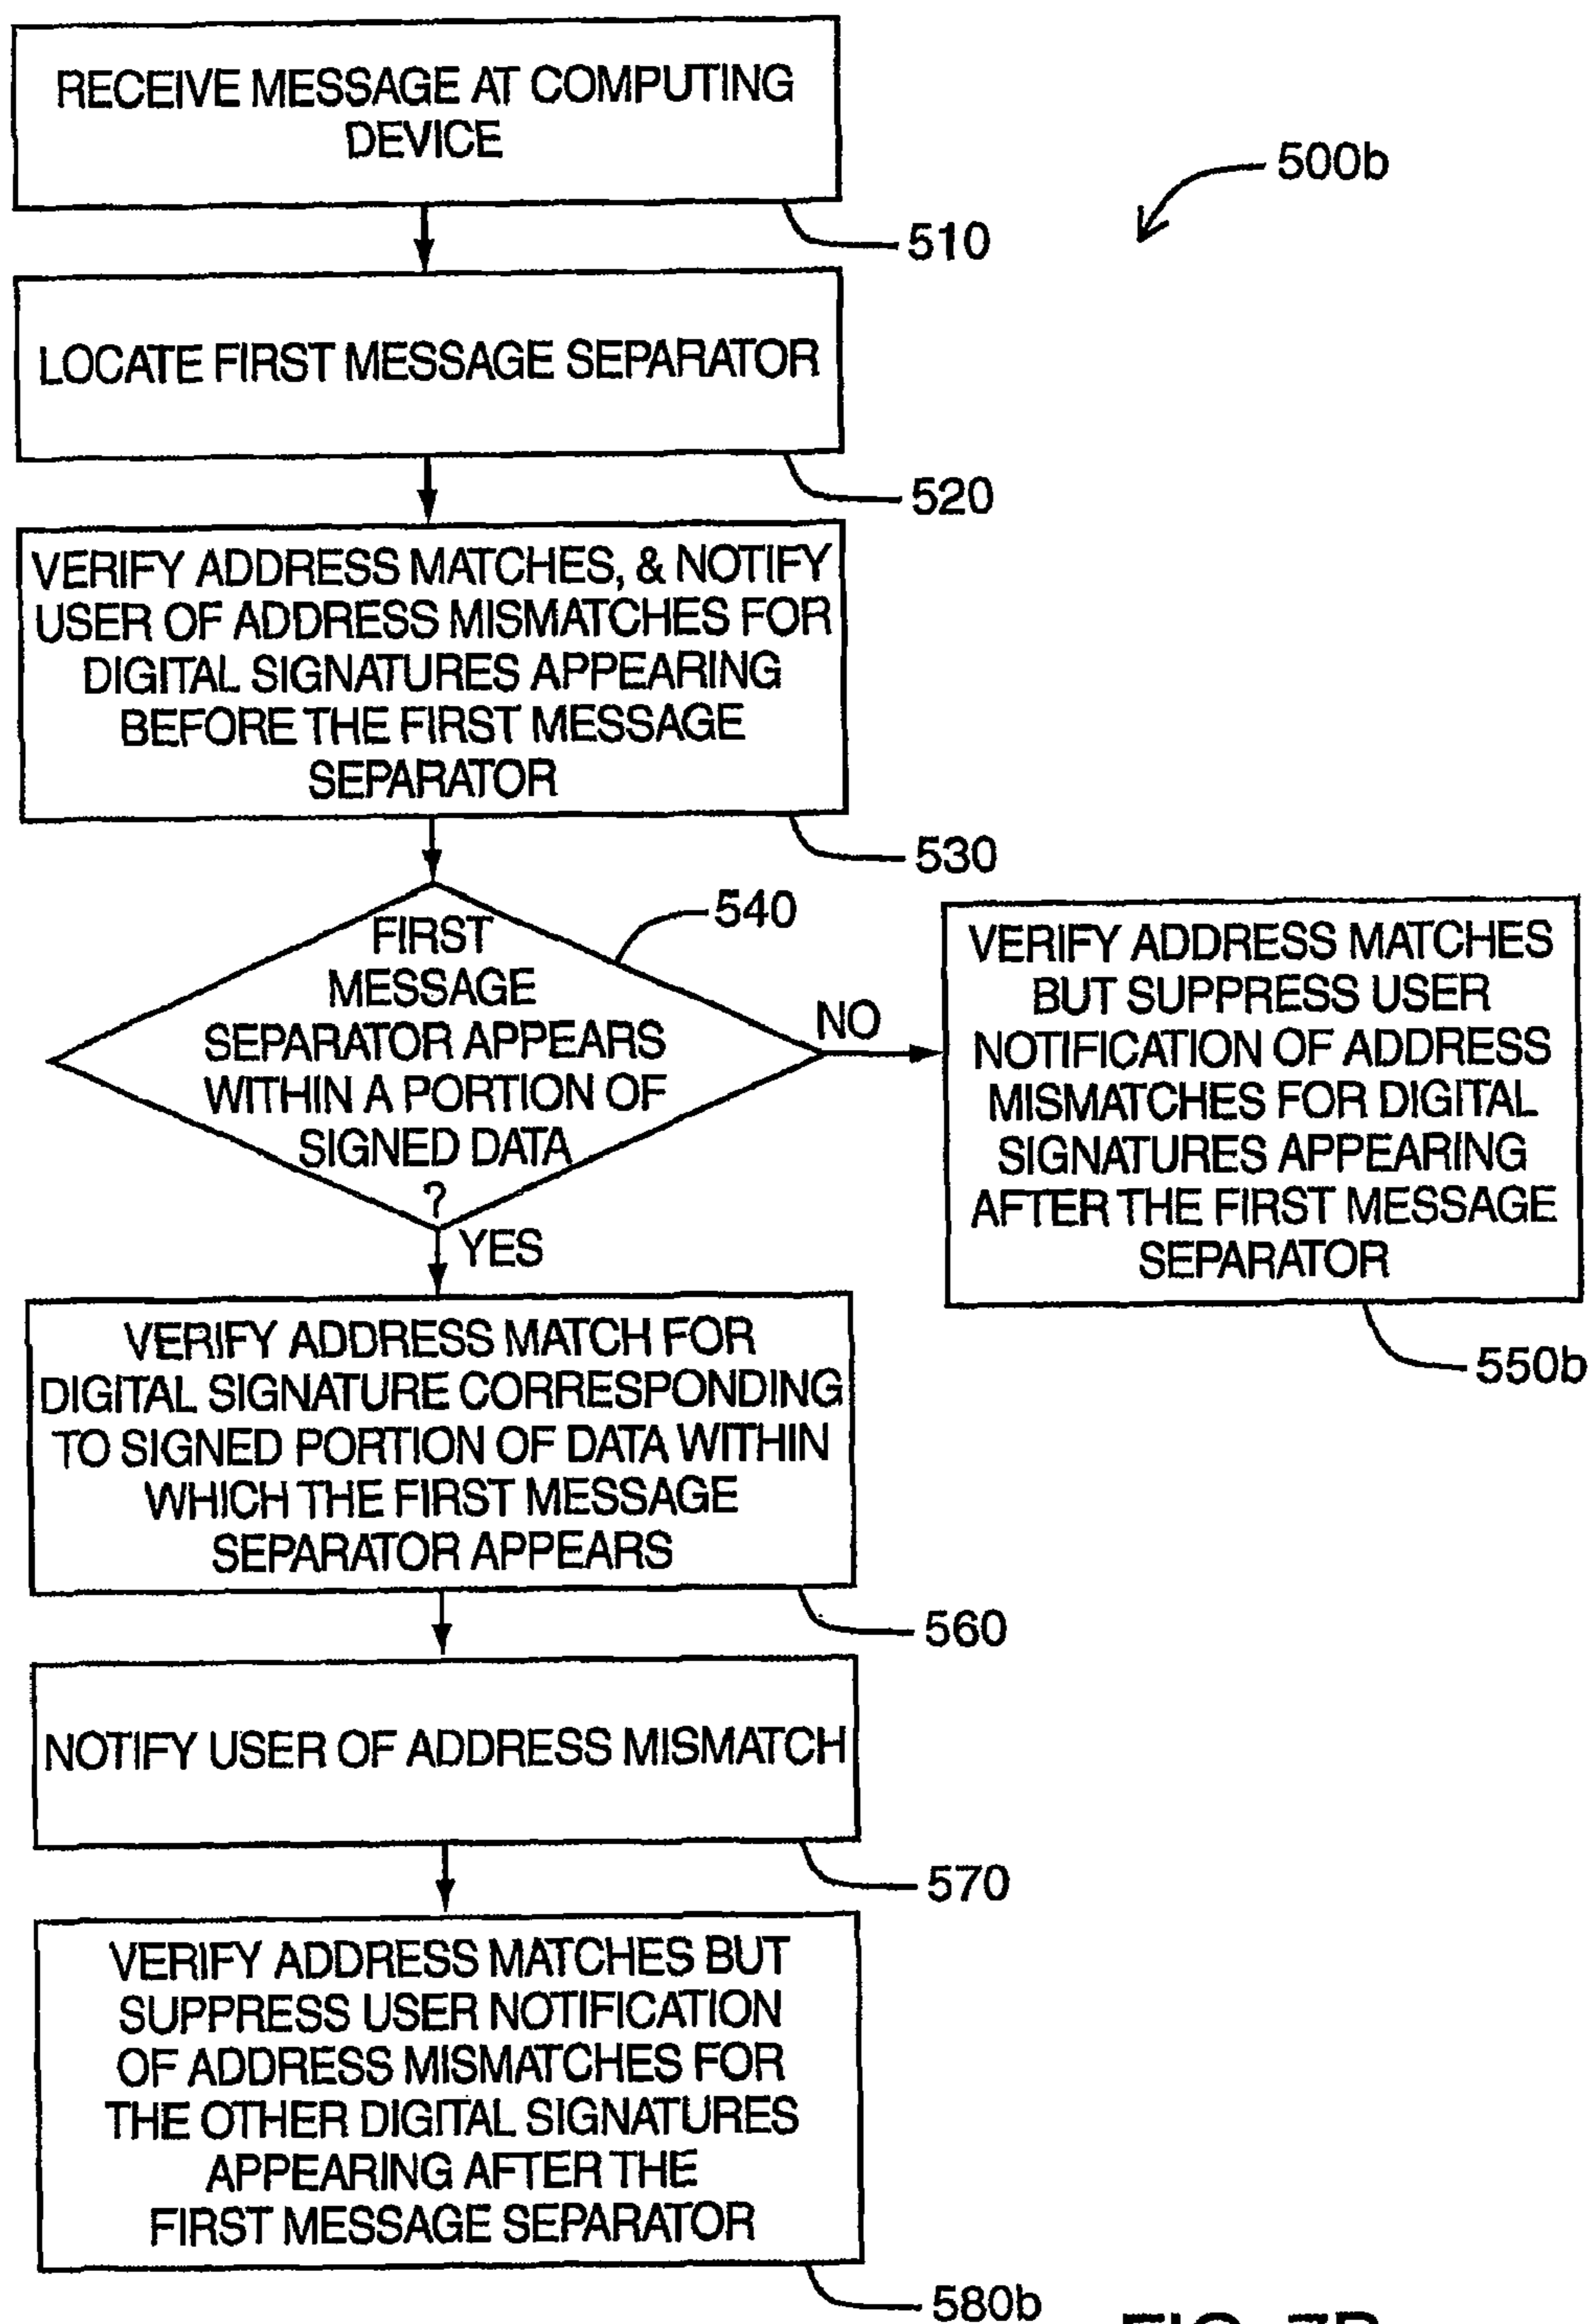 RECEIVE MESSAGE AT COMPUTING
DEVICE
500b
510
LOCATE FIRST MESSAGE SEPARATOR
520
VERIFY ADDRESS MATCHES, & NOTIFY
USER OF ADDRESS MISMATCHES FOR
DIGITAL SIGNATURES APPEARING
BEFORE THE FIRST MESSAGE
SEPARATOR
530
540
FIRST
MESSAGE
SEPARATOR APPEARS
WITHIN A PORTION OF
SIGNED DATA
?
NO
YES
VERIFY ADDRESS MATCHES
BUT SUPPRESS USER
NOTIFICATION OF ADDRESS
MISMATCHES FOR DIGITAL
SIGNATURES APPEARING
AFTER THE FIRST MESSAGE
SEPARATOR
550b
VERIFY ADDRESS MATCH FOR
DIGITAL SIGNATURE CORRESPONDING
TO SIGNED PORTION OF DATA WITHIN
WHICH THE FIRST MESSAGE
SEPARATOR APPEARS
560
NOTIFY USER OF ADDRESS MISMATCH
570
VERIFY ADDRESS MATCHES BUT
SUPPRESS USER NOTIFICATION
OF ADDRESS MISMATCHES FOR
THE OTHER DIGITAL SIGNATURES
APPEARING AFTER THE
FIRST MESSAGE SEPARATOR
580b